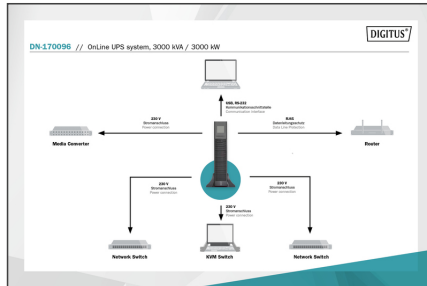 DIGITUS®
DN-170096 // OnLine UPS system, 3000 kVA / 3000 kW
USB, RS-232
Kommunikationsschnittstelle
Communication interface
230 V
Stromanschluss
Power connection
RJ45
Datenleitungsschutz
Data Line Protection
Media Converter
Router
230 V
Stromanschluss
Power connection
230 V
Stromanschluss
Power connection
230 V
Stromanschluss
Power connection
Network Switch
KVM Switch
Network Switch